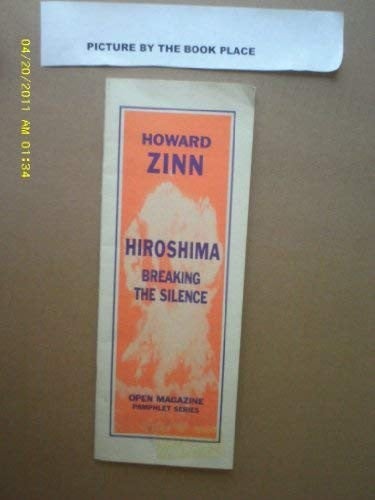 PICTURE BY THE BOOK PLACE
04/20/2011 AM 01:34
HOWARD
ZINN
HIROSHIMA
BREAKING
THE SILENCE
OPEN MAGAZINE
PAMPHLET SERIES